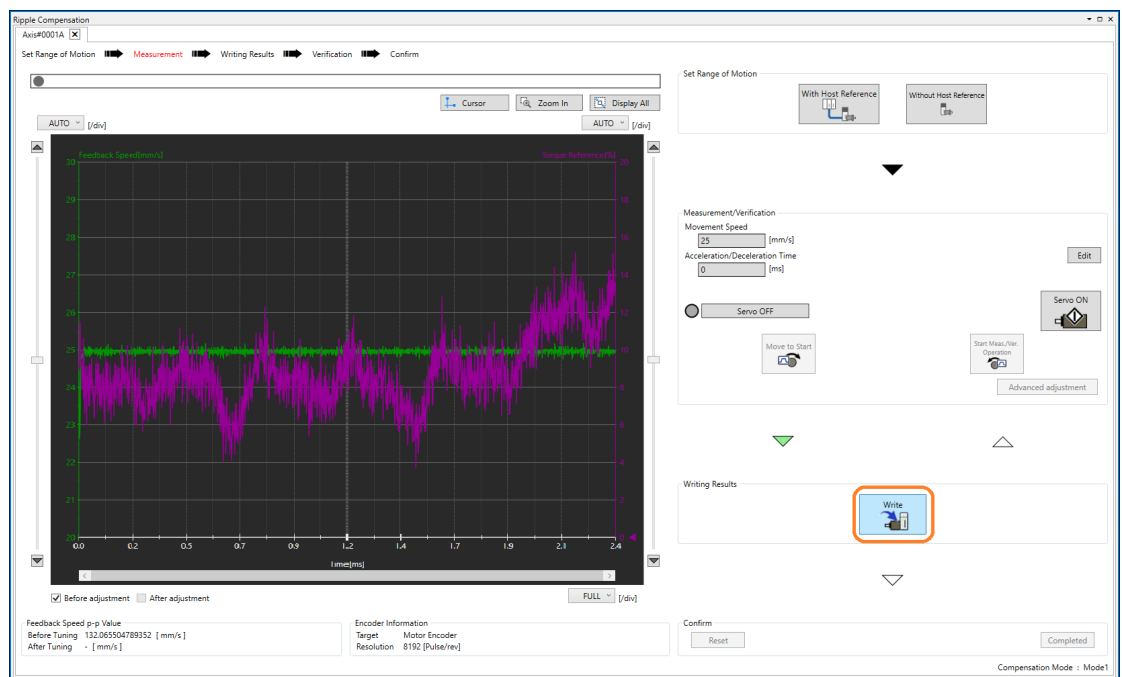 Ripple Compensation
Axis#0001A
Set Range of Motion Measurement Writing Results Verification Confirm
Cursor Zoom In Display All
AUTO [/div] AUTO [/div]
Feedback Speed[mm/s] Torque Reference[%]
30 20
29 18
28 16
27 14
26 12
25 10
24 8
23 6
22 4
21 2
20 0
0.0 0.2 0.5 0.7 0.9 1.2 1.4 1.7 1.9 2.1 2.4
Time[ms]
Before adjustment After adjustment FULL [/div]
Feedback Speed p-p Value
Before Tuning 132.065504789352 [ mm/s ]
After Tuning - [ mm/s ]
Encoder Information
Target Motor Encoder
Resolution 8192 [Pulse/rev]
Set Range of Motion
With Host Reference Without Host Reference
Measurement/Verification
Movement Speed
25 [mm/s]
Acceleration/Deceleration Time
0 [ms]
Edit
Servo OFF
Servo ON
Move to Start
Start Meas./Ver.
Operation
Advanced adjustment
Writing Results
Write
Confirm
Reset Completed
Compensation Mode : Mode1